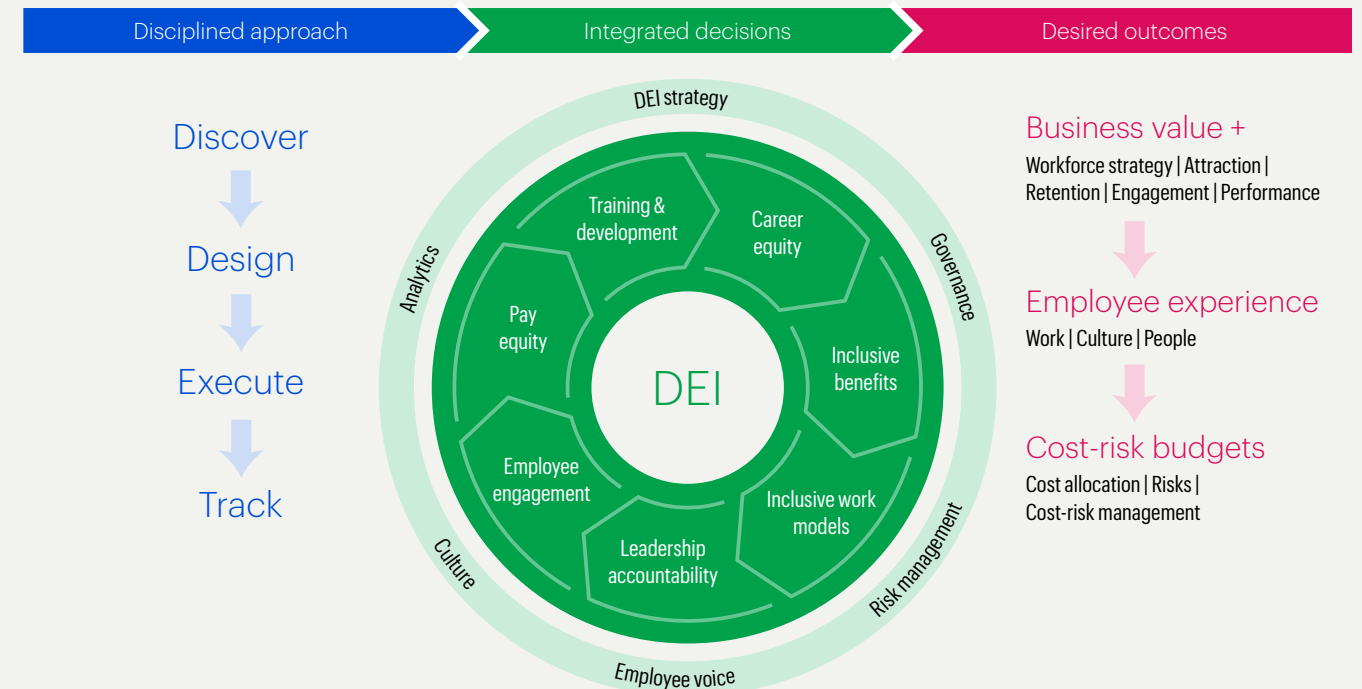 Disciplined approach
Integrated decisions
Desired outcomes
Discover
Design
Execute
Track
DEI strategy
Governance
Risk management
Employee voice
Culture
Analytics
Training &
development
Career
equity
Inclusive
benefits
Inclusive work
models
Leadership
accountability
Employee
engagement
Pay
equity
DEI
Business value +
Workforce strategy | Attraction |
Retention | Engagement | Performance
Employee experience
Work | Culture | People
Cost-risk budgets
Cost allocation | Risks |
Cost-risk management